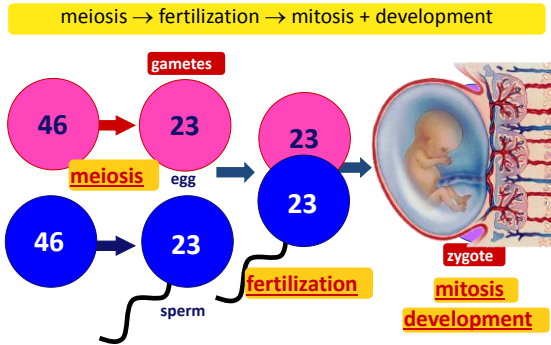 meiosis → fertilization → mitosis + development
gametes
46
23
23
meiosis
egg
46
23
23
sperm
fertilization
zygote
mitosis
development